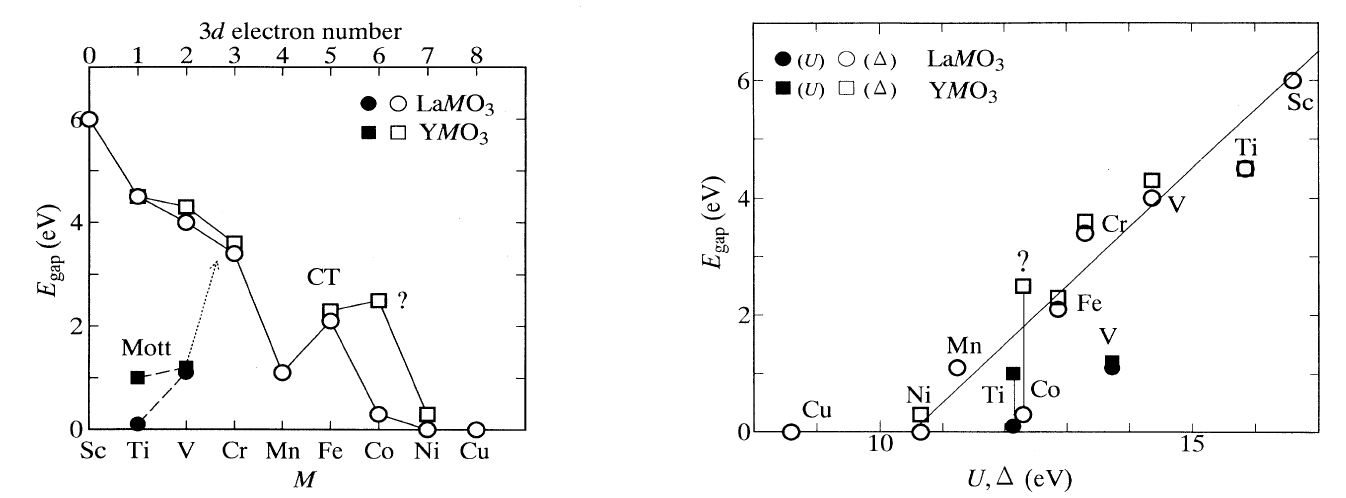 3d electron number
0 1 2 3 4 5 6 7 8
LaMO₃
YMO₃
6
4
2
0
E_gap (eV)
CT
?
Mott
Sc Ti V Cr Mn Fe Co Ni Cu
M
(U) (Δ) LaMO₃
(U) (Δ) YMO₃
6
4
2
0
E_gap (eV)
Sc
Ti
V
Cr
?
Fe
V
Mn
Ti
Co
Ni
Cu
10 15
U, Δ (eV)